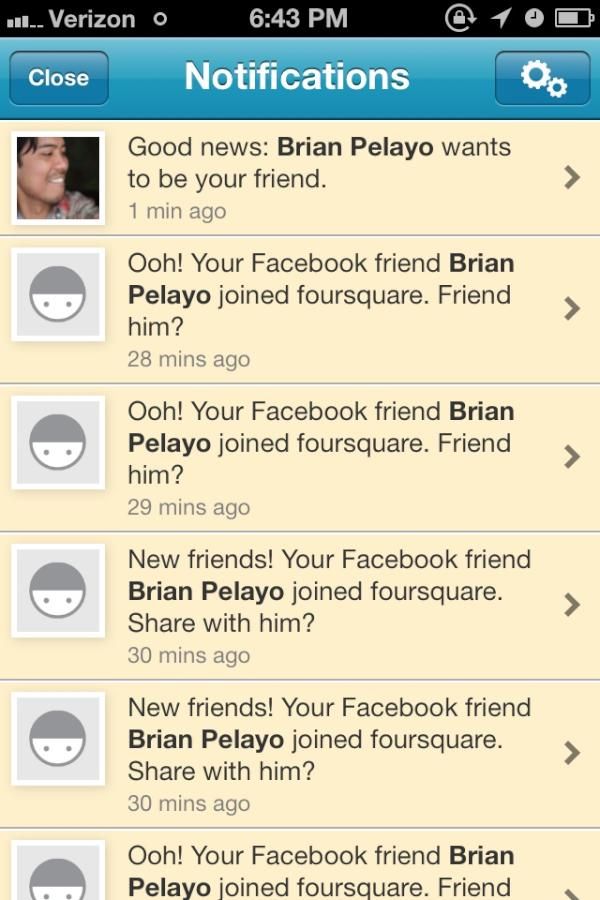 Verizon 6:43 PM
Close Notifications
Good news: Brian Pelayo wants
to be your friend.
1 min ago
Ooh! Your Facebook friend Brian
Pelayo joined foursquare. Friend
him?
28 mins ago
Ooh! Your Facebook friend Brian
Pelayo joined foursquare. Friend
him?
29 mins ago
New friends! Your Facebook friend
Brian Pelayo joined foursquare.
Share with him?
30 mins ago
New friends! Your Facebook friend
Brian Pelayo joined foursquare.
Share with him?
30 mins ago
Ooh! Your Facebook friend Brian
Pelayo joined foursquare. Friend